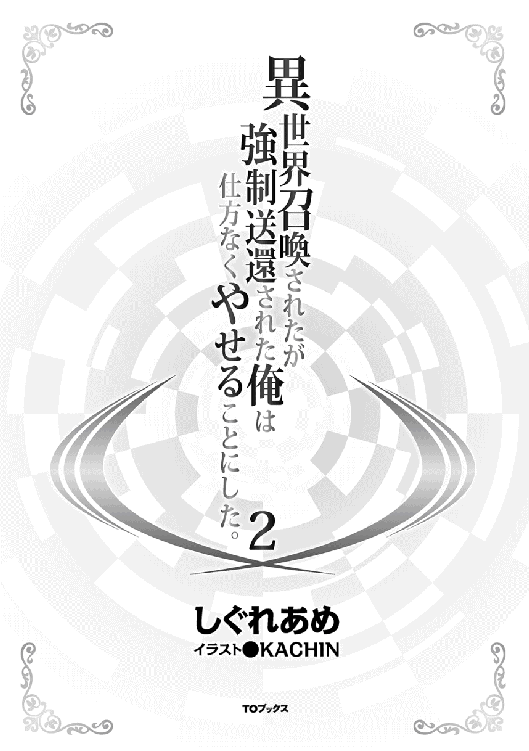 異世界召喚されたが
強制送還された俺は
仕方なくやせることにした。
2
しぐれあめ
イラスト●KACHIN
TOブックス